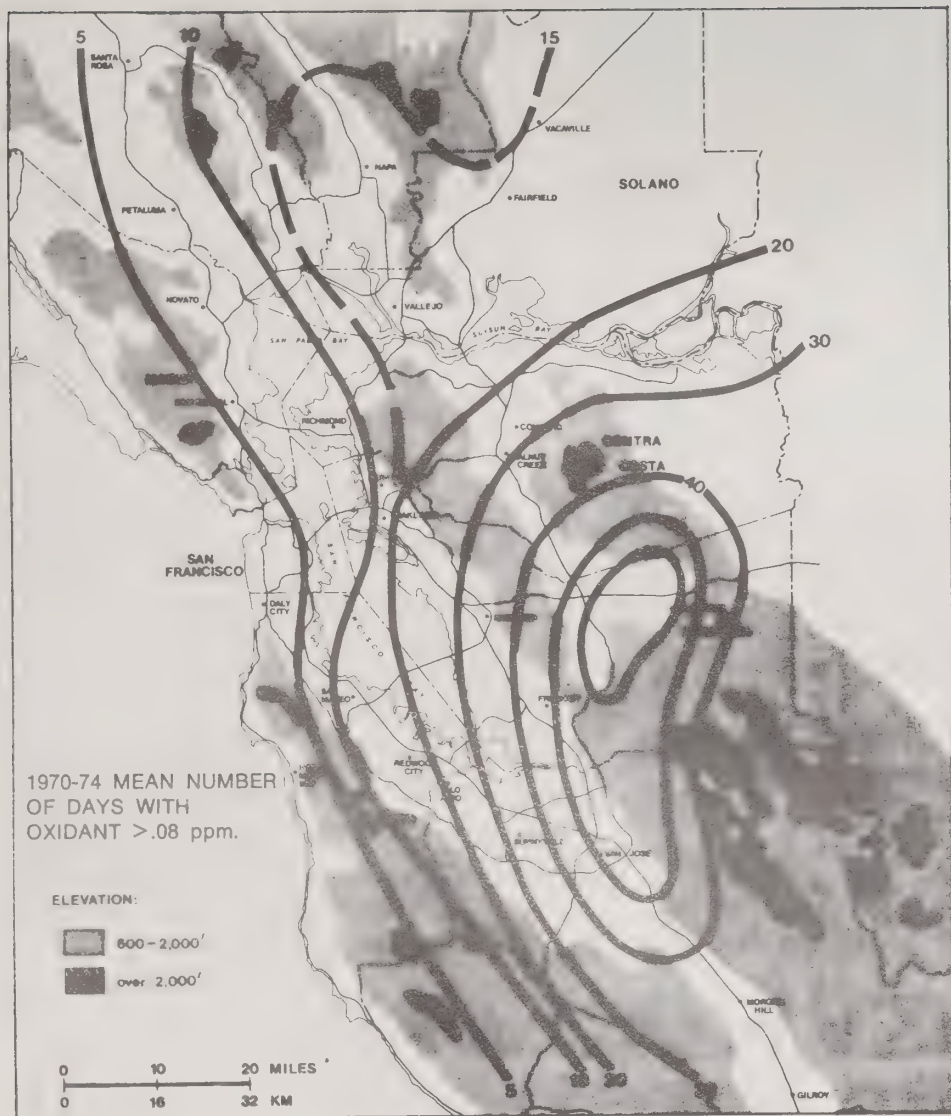 5
10
15
SANTA
ROSA
VACAVILLE
NAPA
SOLANO
FAIRFIELD
PETALUMA
20
NOVATO
VALLEJO
SUISUN BAY
SAN PABLO BAY
30
RICHMOND
CONTRA
COSTA
WALNUT
CREEK
40
SAN
FRANCISCO
DALY
CITY
REDWOOD
CITY
1970-74 MEAN NUMBER
OF DAYS WITH
OXIDANT >.08 ppm.
SUNNYVALE
SAN JOSE
ELEVATION:
600-2,000'
over 2,000'
MORGAN
HILL
0 10 20 MILES
0 16 32 KM
5
20
GILROY